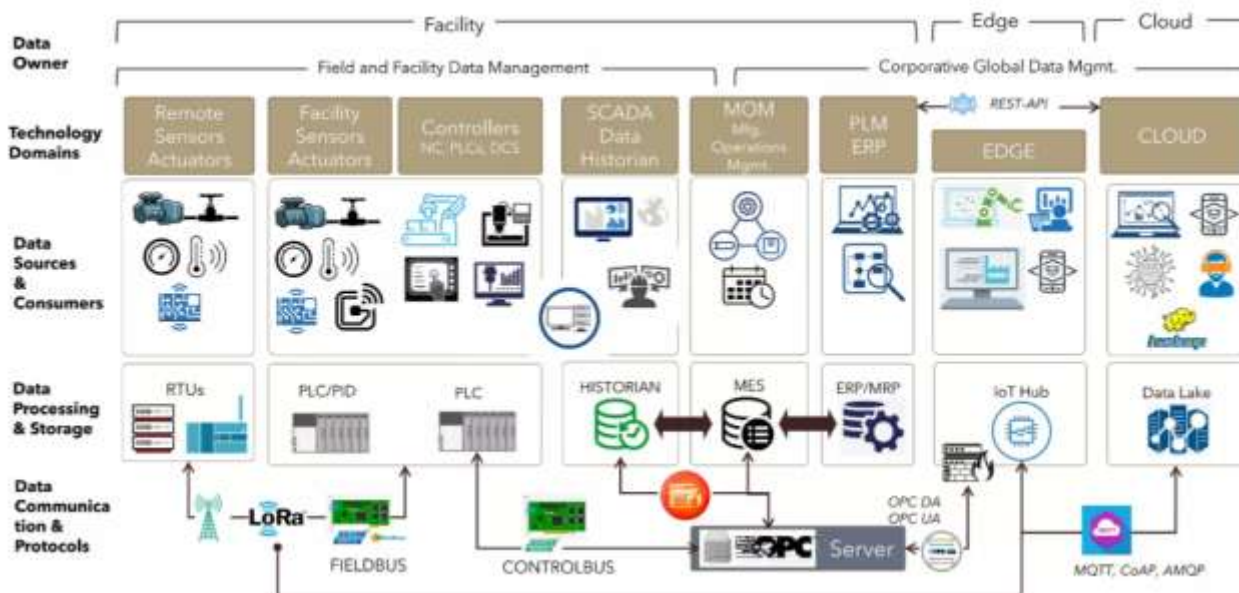 Data
Owner
Facility
Edge
Cloud
Field and Facility Data Management
Corporative Global Data Mgmt.
Technology
Domains
Remote
Sensors
Actuators
Facility
Sensors
Actuators
Controllers
NC, PLCs, DCS
SCADA
Data
Historian
MOM
Mfg.
Operations
Mgmt.
PLM
ERP
REST-API
EDGE
CLOUD
Data
Sources
&
Consumers
Data
Processing
& Storage
RTUs
PLC/PID
PLC
HISTORIAN
MES
ERP/MRP
IoT Hub
Data Lake
Data
Communica
tion &
Protocols
LoRa
FIELDBUS
CONTROLBUS
OPC
Server
OPC DA
OPC UA
MQTT, CoAP, AMQP